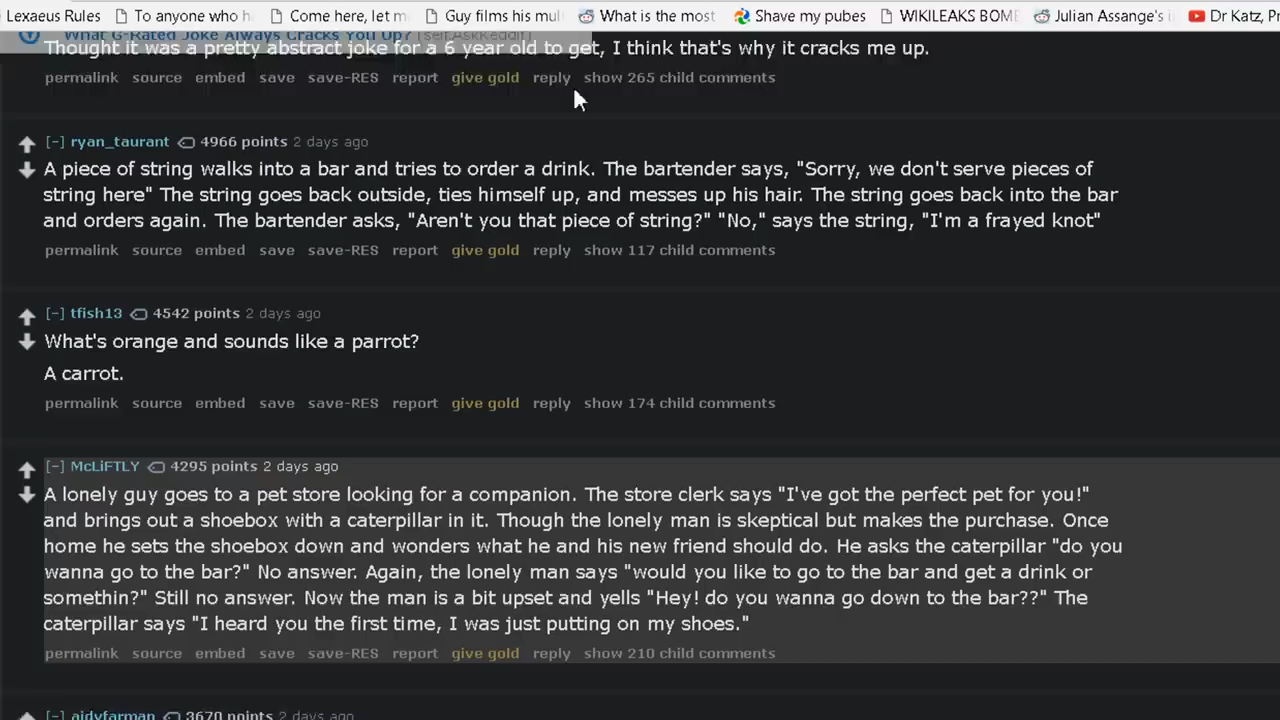 Lexaeus Rules To anyone who h Come here, let m Guy films his mul What is the most Shave my pubes WIKILEAKS BOMB Julian Assange's i Dr Katz, P
What G-Rated Joke Always Cracks You Up? [self.AskReddit]
Thought it was a pretty abstract joke for a 6 year old to get, I think that's why it cracks me up.
permalink source embed save save-RES report give gold reply show 265 child comments
[-] ryan_taurant 4966 points 2 days ago
A piece of string walks into a bar and tries to order a drink. The bartender says, "Sorry, we don't serve pieces of
string here" The string goes back outside, ties himself up, and messes up his hair. The string goes back into the bar
and orders again. The bartender asks, "Aren't you that piece of string?" "No," says the string, "I'm a frayed knot"
permalink source embed save save-RES report give gold reply show 117 child comments
[-] tfish13 4542 points 2 days ago
What's orange and sounds like a parrot?
A carrot.
permalink source embed save save-RES report give gold reply show 174 child comments
[-] McLiFTLY 4295 points 2 days ago
A lonely guy goes to a pet store looking for a companion. The store clerk says "I've got the perfect pet for you!"
and brings out a shoebox with a caterpillar in it. Though the lonely man is skeptical but makes the purchase. Once
home he sets the shoebox down and wonders what he and his new friend should do. He asks the caterpillar "do you
wanna go to the bar?" No answer. Again, the lonely man says "would you like to go to the bar and get a drink or
somethin?" Still no answer. Now the man is a bit upset and yells "Hey! do you wanna go down to the bar??" The
caterpillar says "I heard you the first time, I was just putting on my shoes."
permalink source embed save save-RES report give gold reply show 210 child comments
[-] aidyfarman 3670 points 2 days ago